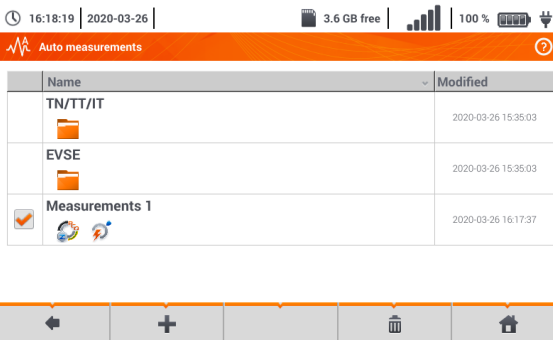 16:18:19 2020-03-26 3.6 GB free 100 %
Auto measurements ?
Name Modified
TN/TT/IT
2020-03-26 15:35:03
EVSE
2020-03-26 15:35:03
Measurements 1
2020-03-26 16:17:37